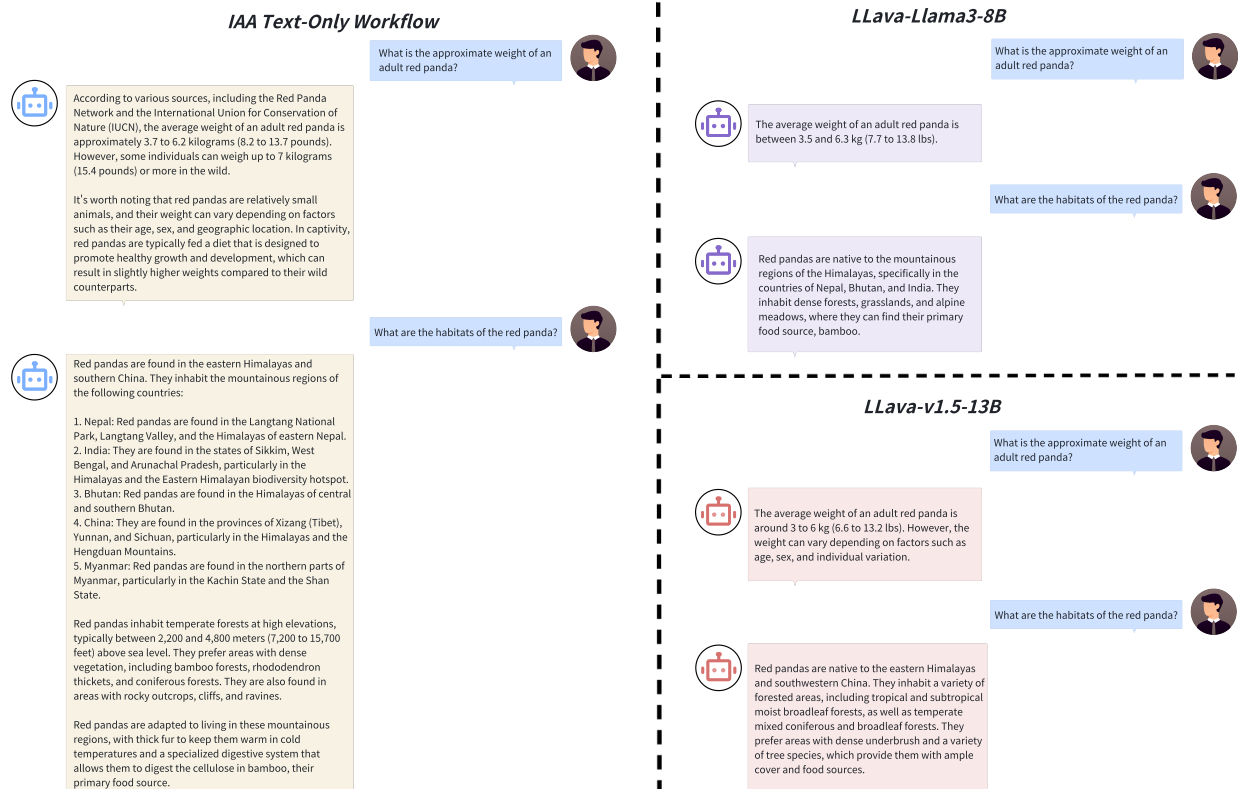 IAA Text-Only Workflow
What is the approximate weight of an
adult red panda?
According to various sources, including the Red Panda
Network and the International Union for Conservation of
Nature (IUCN), the average weight of an adult red panda is
approximately 3.7 to 6.2 kilograms (8.2 to 13.7 pounds).
However, some individuals can weigh up to 7 kilograms
(15.4 pounds) or more in the wild.
It's worth noting that red pandas are relatively small
animals, and their weight can vary depending on factors
such as their age, sex, and geographic location. In captivity,
red pandas are typically fed a diet that is designed to
promote healthy growth and development, which can
result in slightly higher weights compared to their wild
counterparts.
What are the habitats of the red panda?
Red pandas are found in the eastern Himalayas and
southern China. They inhabit the mountainous regions of
the following countries:
1. Nepal: Red pandas are found in the Langtang National
Park, Langtang Valley, and the Himalayas of eastern Nepal.
2. India: They are found in the states of Sikkim, West
Bengal, and Arunachal Pradesh, particularly in the
Himalayas and the Eastern Himalayan biodiversity hotspot.
3. Bhutan: Red pandas are found in the Himalayas of central
and southern Bhutan.
4. China: They are found in the provinces of Xizang (Tibet),
Yunnan, and Sichuan, particularly in the Himalayas and the
Hengduan Mountains.
5. Myanmar: Red pandas are found in the northern parts of
Myanmar, particularly in the Kachin State and the Shan
State.
Red pandas inhabit temperate forests at high elevations,
typically between 2,200 and 4,800 meters (7,200 to 15,700
feet) above sea level. They prefer areas with dense
vegetation, including bamboo forests, rhododendron
thickets, and coniferous forests. They are also found in
areas with rocky outcrops, cliffs, and ravines.
Red pandas are adapted to living in these mountainous
regions, with thick fur to keep them warm in cold
temperatures and a specialized digestive system that
allows them to digest the cellulose in bamboo, their
primary food source.
LLava-Llama3-8B
What is the approximate weight of an
adult red panda?
The average weight of an adult red panda is
between 3.5 and 6.3 kg (7.7 to 13.8 lbs).
What are the habitats of the red panda?
Red pandas are native to the mountainous
regions of the Himalayas, specifically in the
countries of Nepal, Bhutan, and India. They
inhabit dense forests, grasslands, and alpine
meadows, where they can find their primary
food source, bamboo.
LLava-v1.5-13B
What is the approximate weight of an
adult red panda?
The average weight of an adult red panda is
around 3 to 6 kg (6.6 to 13.2 lbs). However, the
weight can vary depending on factors such as
age, sex, and individual variation.
What are the habitats of the red panda?
Red pandas are native to the eastern Himalayas
and southwestern China. They inhabit a variety of
forested areas, including tropical and subtropical
moist broadleaf forests, as well as temperate
mixed coniferous and broadleaf forests. They
prefer areas with dense underbrush and a variety
of tree species, which provide them with ample
cover and food sources.